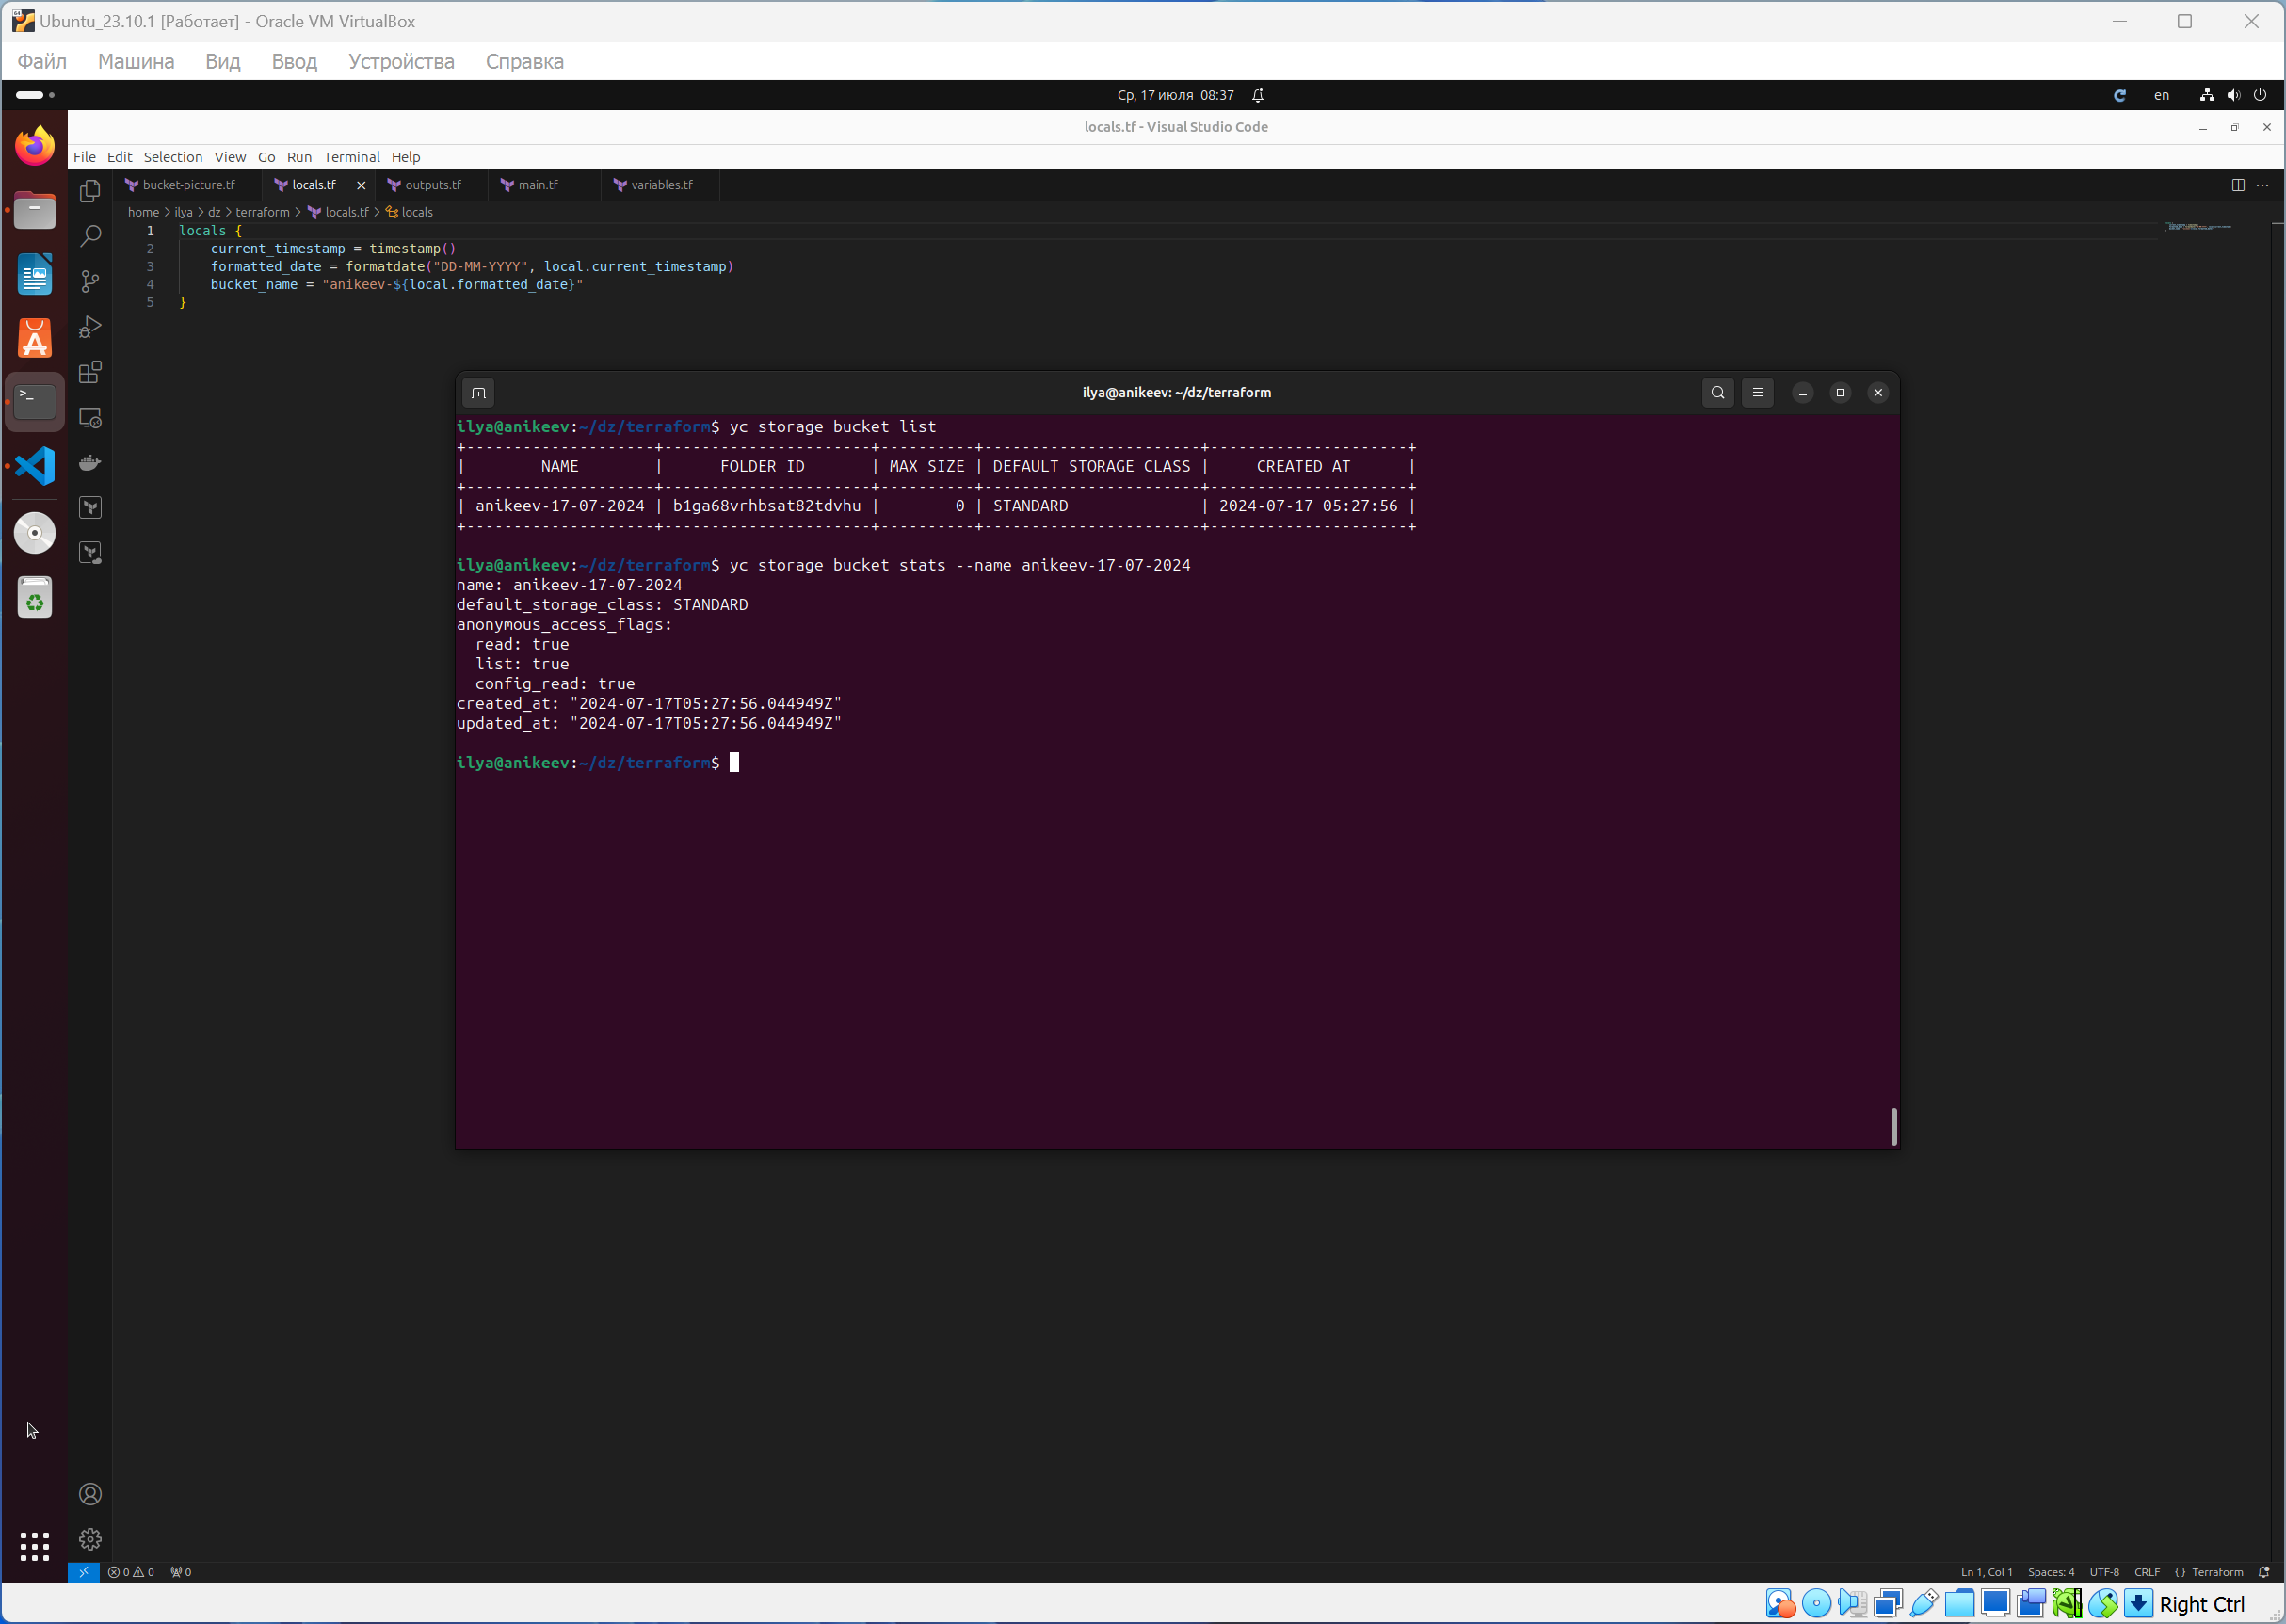 Ubuntu_23.10.1 [Работает] - Oracle VM VirtualBox
Файл Машина Вид Ввод Устройства Справка
Ср, 17 июля 08:37
en
locals.tf - Visual Studio Code
File Edit Selection View Go Run Terminal Help
bucket-picture.tf locals.tf outputs.tf main.tf variables.tf
home > ilya > dz > terraform > locals.tf > locals
1 locals {
2 current_timestamp = timestamp()
3 formatted_date = formatdate("DD-MM-YYYY", local.current_timestamp)
4 bucket_name = "anikeev-${local.formatted_date}"
5 }
ilya@anikeev: ~/dz/terraform
ilya@anikeev:~/dz/terraform$ yc storage bucket list
+--------------------+----------------------+----------+-----------------------+---------------------+
| NAME | FOLDER ID | MAX SIZE | DEFAULT STORAGE CLASS | CREATED AT |
+--------------------+----------------------+----------+-----------------------+---------------------+
| anikeev-17-07-2024 | b1ga68vrhbsat82tdvhu | 0 | STANDARD | 2024-07-17 05:27:56 |
+--------------------+----------------------+----------+-----------------------+---------------------+
ilya@anikeev:~/dz/terraform$ yc storage bucket stats --name anikeev-17-07-2024
name: anikeev-17-07-2024
default_storage_class: STANDARD
anonymous_access_flags:
read: true
list: true
config_read: true
created_at: "2024-07-17T05:27:56.044949Z"
updated_at: "2024-07-17T05:27:56.044949Z"
ilya@anikeev:~/dz/terraform$
0 0 0
Ln 1, Col 1 Spaces: 4 UTF-8 CRLF {} Terraform
Right Ctrl